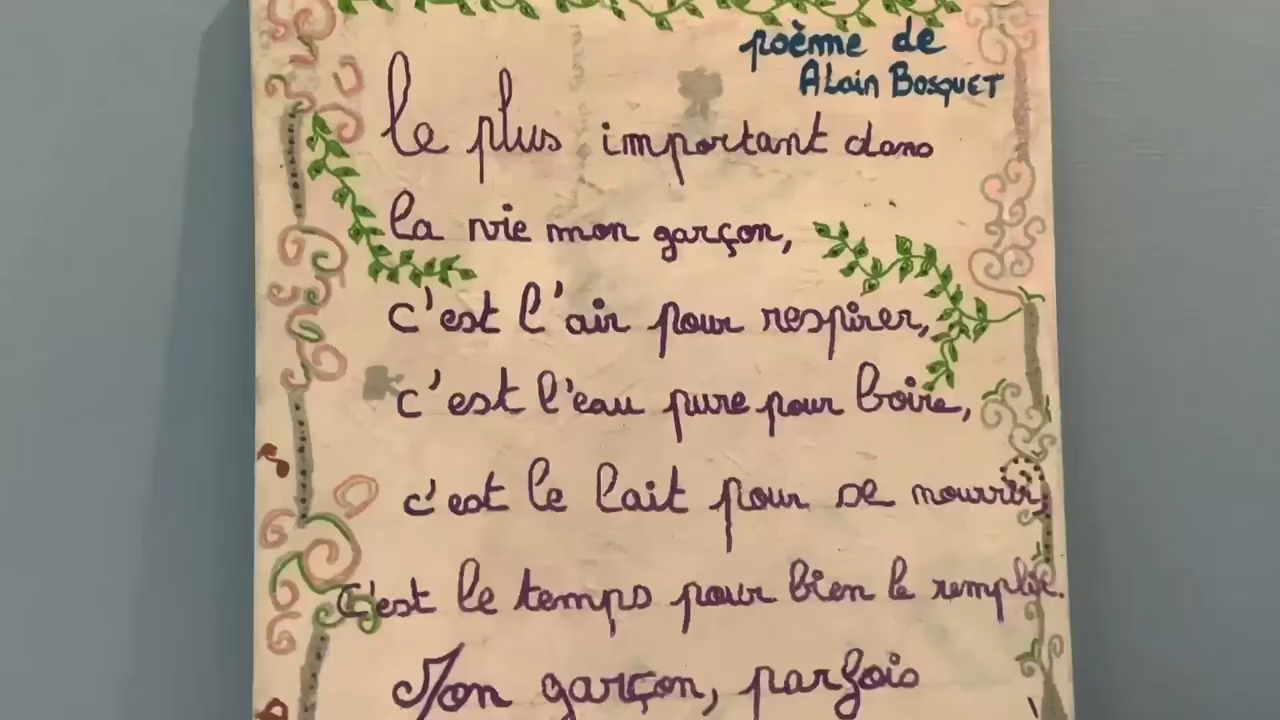 poème de
Alain Bosquet
le plus important dans
la vie mon garçon,
c'est l'air pour respirer,
c'est l'eau pure pour boire,
c'est le lait pour se nourrir,
c'est le temps pour bien le remplir.
Mon garçon, parfois